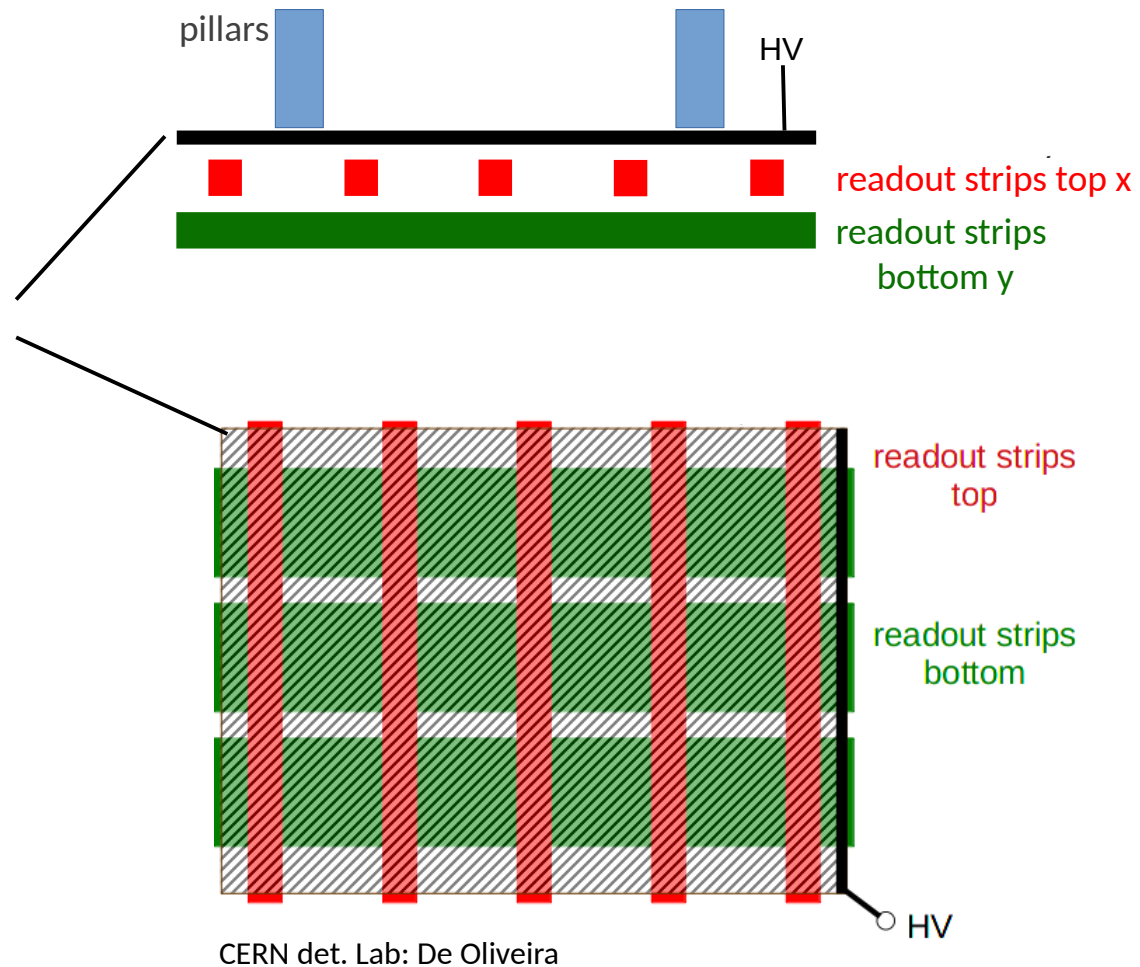 pillars
HV
readout strips top x
readout strips
bottom y
readout strips
top
readout strips
bottom
HV
CERN det. Lab: De Oliveira